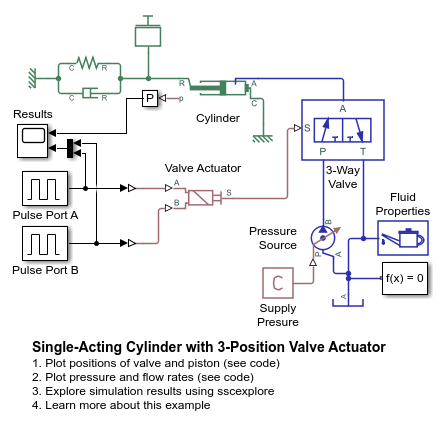 C R
C R
R A
C
P p
Results
Cylinder
A
S
P T
3-Way
Valve
Valve Actuator
A
B
S
Pulse Port A
Pulse Port B
Fluid
Properties
Pressure
Source
B
P A
C
Supply
Presure
A
f(x) = 0
Single-Acting Cylinder with 3-Position Valve Actuator
1. Plot positions of valve and piston (see code)
2. Plot pressure and flow rates (see code)
3. Explore simulation results using sscexplore
4. Learn more about this example